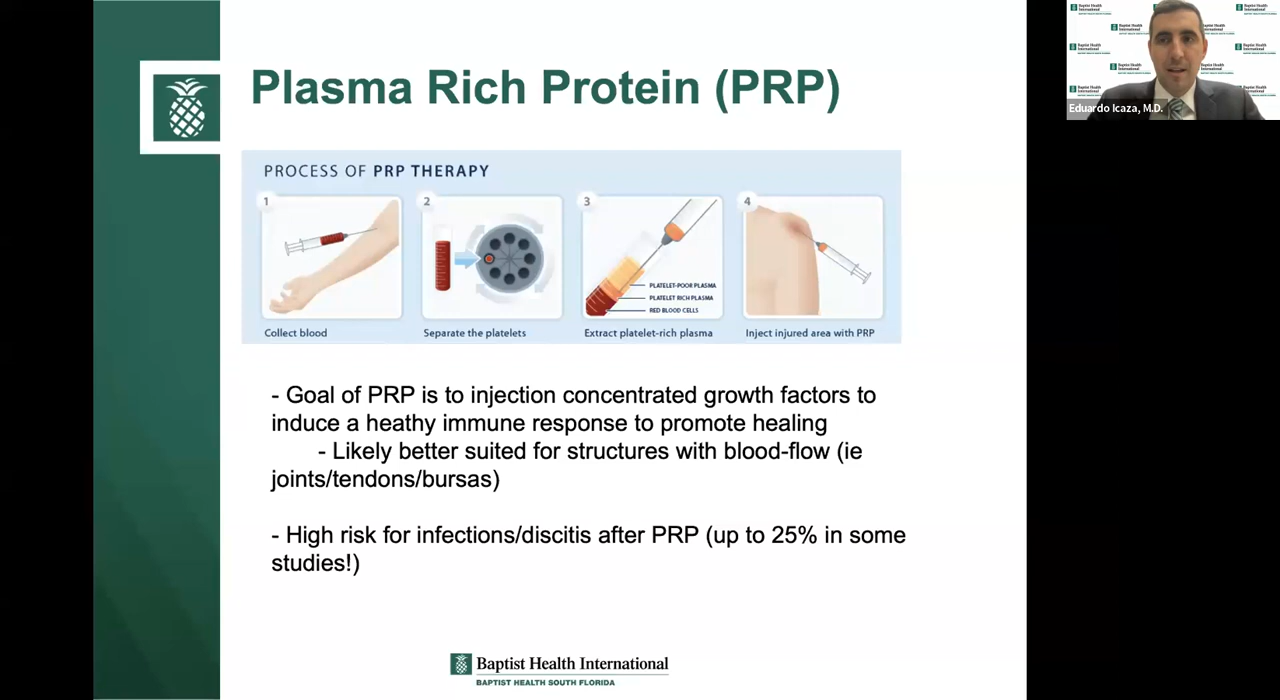 Plasma Rich Protein (PRP)
Baptist Health
International
Eduardo Icaza, M.D.
PROCESS OF PRP THERAPY
1
2
3
4
PLATELET-POOR PLASMA
PLATELET RICH PLASMA
RED BLOOD CELLS
Collect blood
Separate the platelets
Extract platelet-rich plasma
Inject injured area with PRP
- Goal of PRP is to injection concentrated growth factors to
induce a heathy immune response to promote healing
- Likely better suited for structures with blood-flow (ie
joints/tendons/bursas)
- High risk for infections/discitis after PRP (up to 25% in some
studies!)
Baptist Health International
BAPTIST HEALTH SOUTH FLORIDA